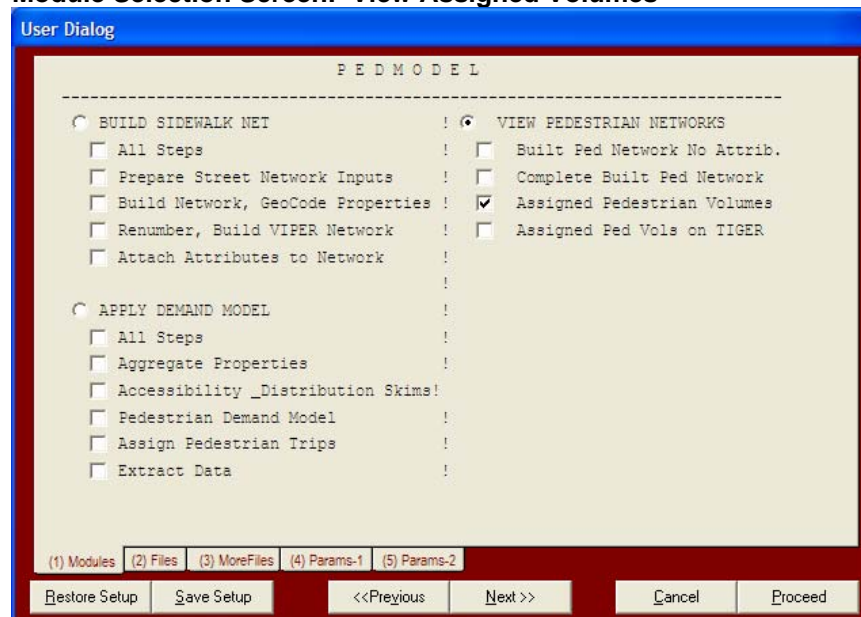 Module Selection Screen: View Assigned Volumes
User Dialog
P E D M O D E L
------------------------------------------------------------------------
BUILD SIDEWALK NET !
All Steps !
Prepare Street Network Inputs !
Build Network, GeoCode Properties !
Renumber, Build VIPER Network !
Attach Attributes to Network !
!
APPLY DEMAND MODEL !
All Steps !
Aggregate Properties !
Accessibility _Distribution Skims!
Pedestrian Demand Model !
Assign Pedestrian Trips !
Extract Data !
VIEW PEDESTRIAN NETWORKS
Built Ped Network No Attrib.
Complete Built Ped Network
Assigned Pedestrian Volumes
Assigned Ped Vols on TIGER
(1) Modules (2) Files (3) MoreFiles (4) Params-1 (5) Params-2
Restore Setup Save Setup <<Previous Next >> Cancel Proceed